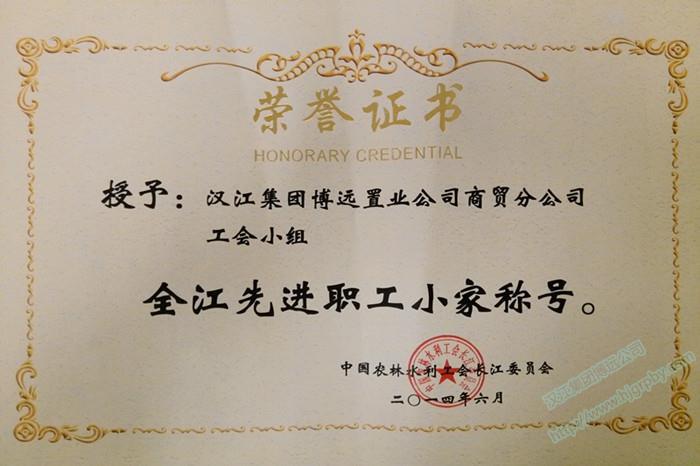 荣誉证书
HONORARY CREDENTIAL
授予：汉江集团博远置业公司商贸分公司
工会小组
全江先进职工小家称号。
中国农林水利工会长江委员会
二〇一四年六月
汉江集团博远公司